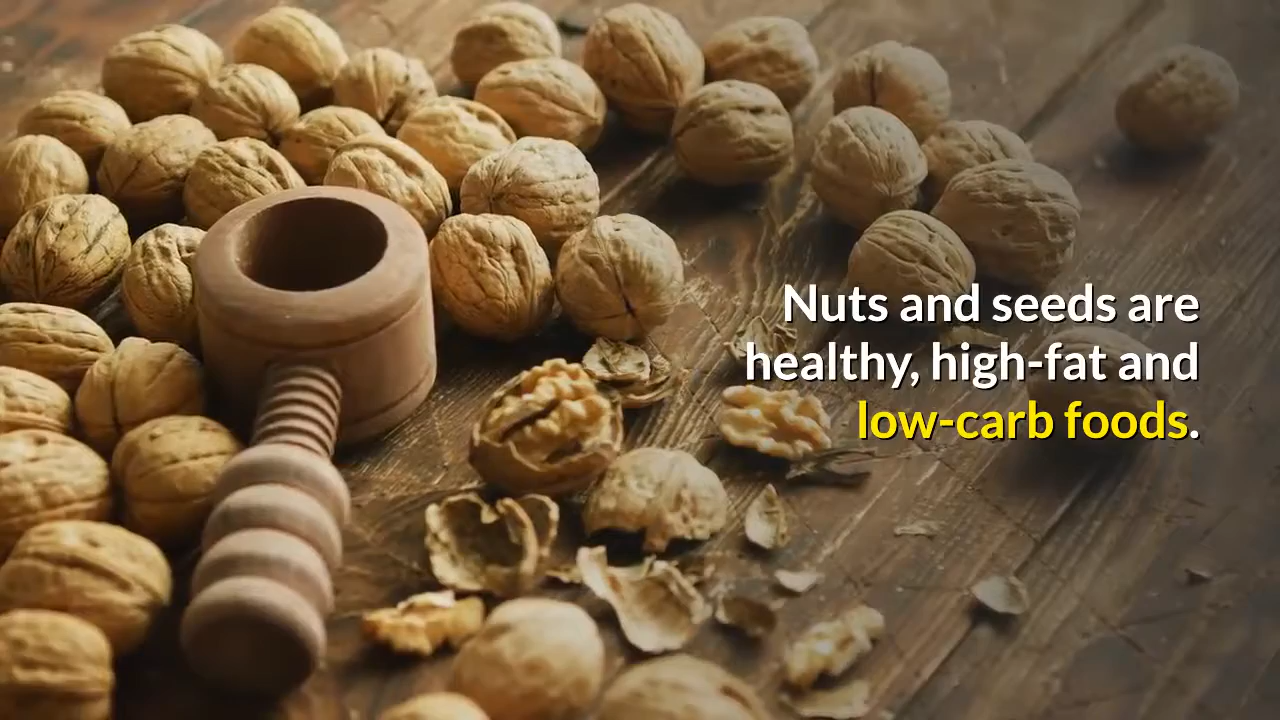 Nuts and seeds are
healthy, high-fat and
low-carb foods.